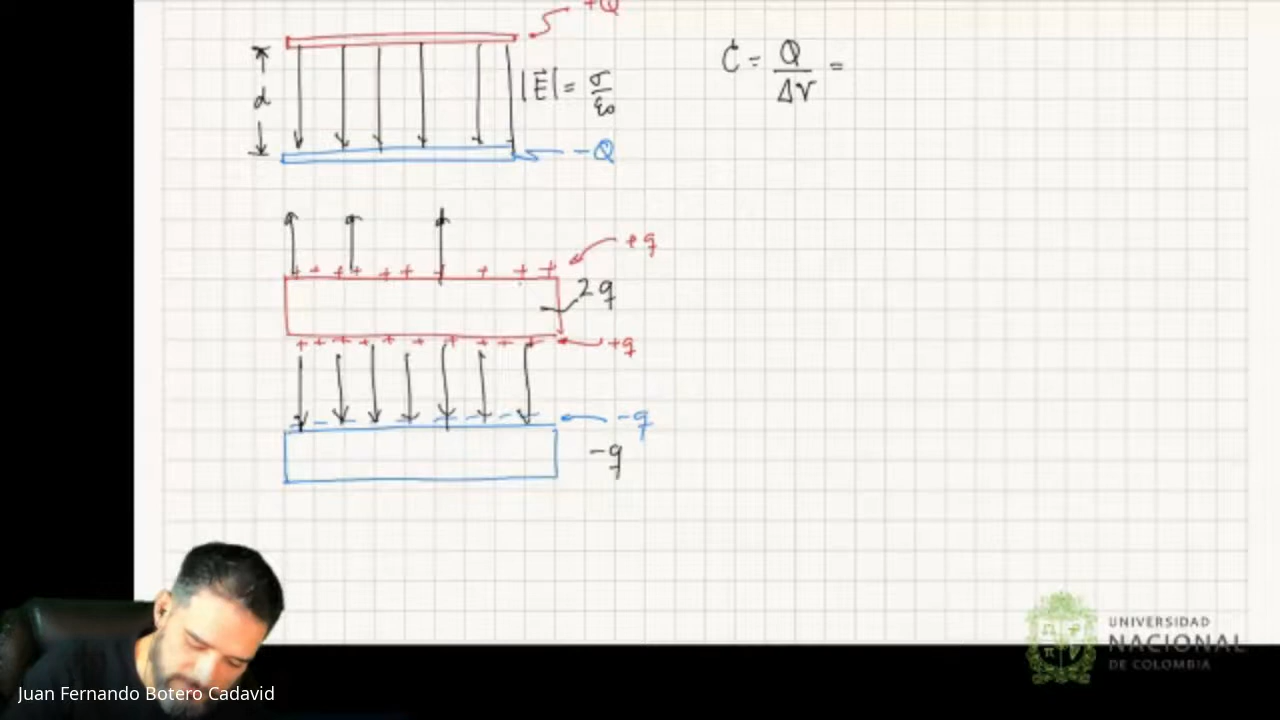 +Q
d
|E⃗| = σ/ε₀
-Q
C = Q/ΔV =
+q
2q
+q
-q
-q
UNIVERSIDAD
NACIONAL
DE COLOMBIA
Juan Fernando Botero Cadavid